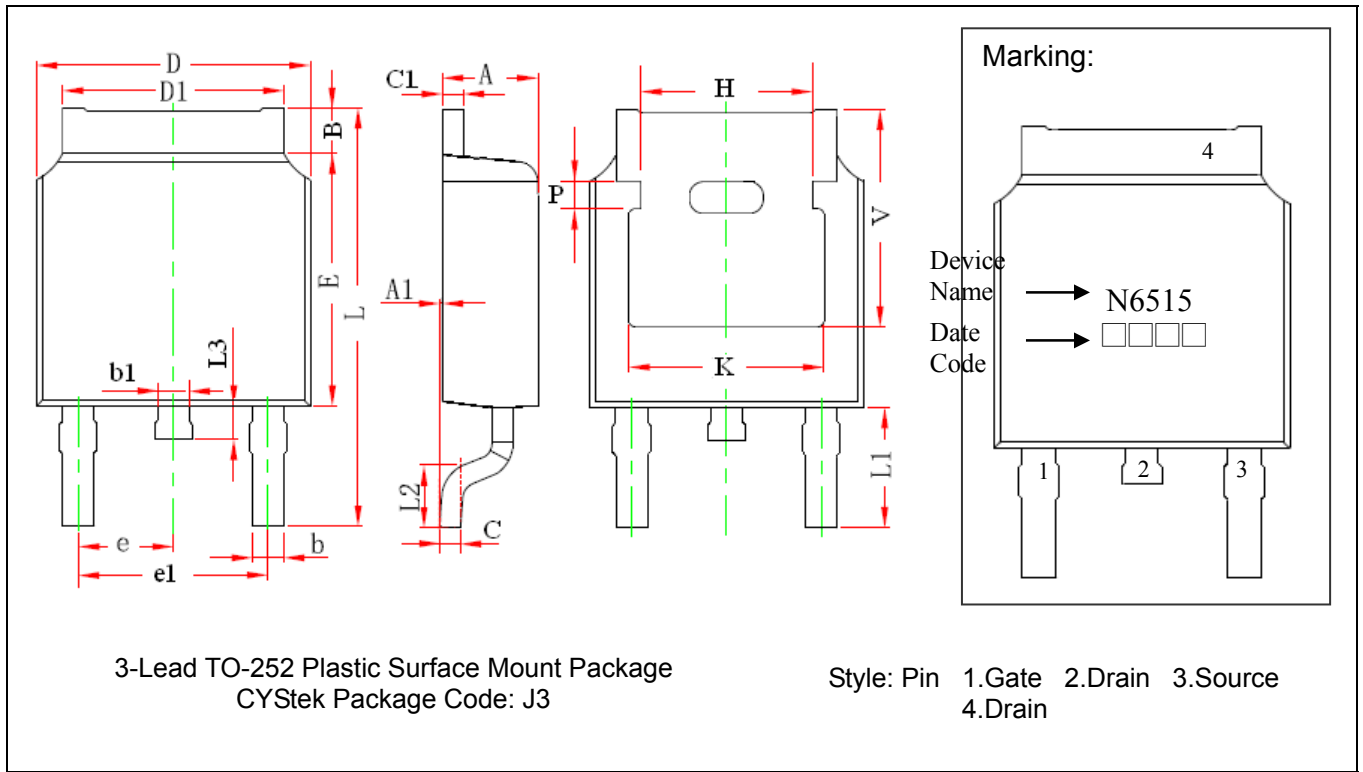 D
D1
B
E
L
L3
b1
e
e1
b
C1
A
A1
L2
C
H
P
V
K
L1
Marking:
4
Device
Name
N6515
Date
Code
□□□□
1
2
3
3-Lead TO-252 Plastic Surface Mount Package
CYStek Package Code: J3
Style: Pin 1.Gate 2.Drain 3.Source
4.Drain